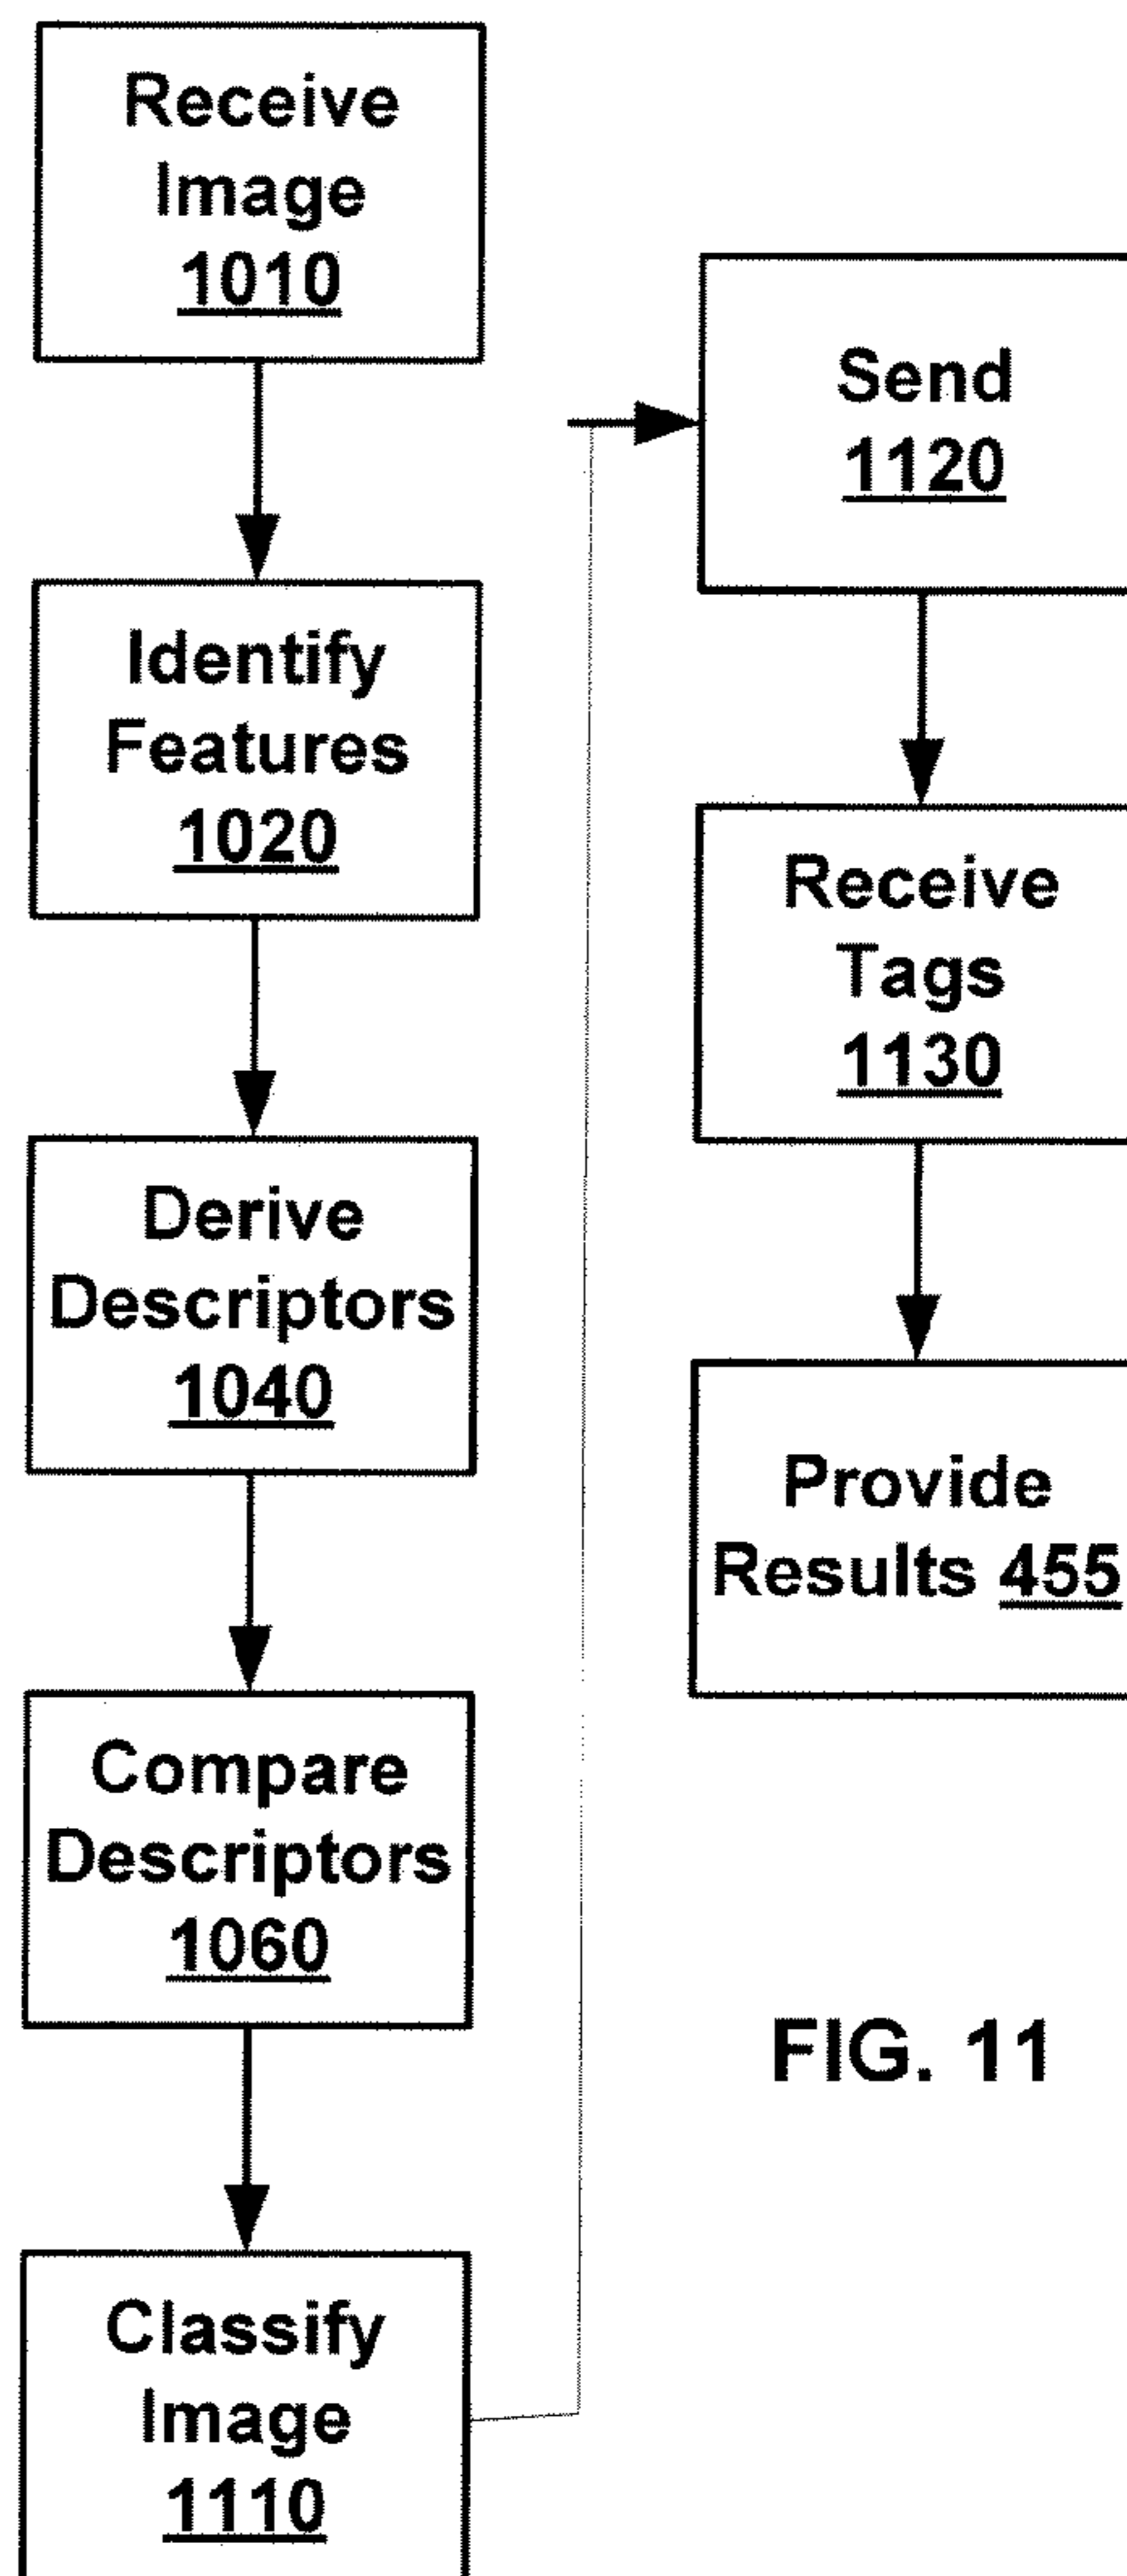 Receive
Image
1010
Identify
Features
1020
Derive
Descriptors
1040
Compare
Descriptors
1060
Classify
Image
1110
Send
1120
Receive
Tags
1130
Provide
Results 455
FIG. 11